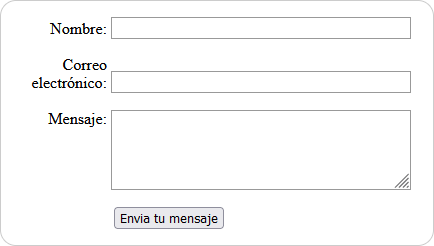 Nombre:
Correo
electrónico:
Mensaje:
Envia tu mensaje